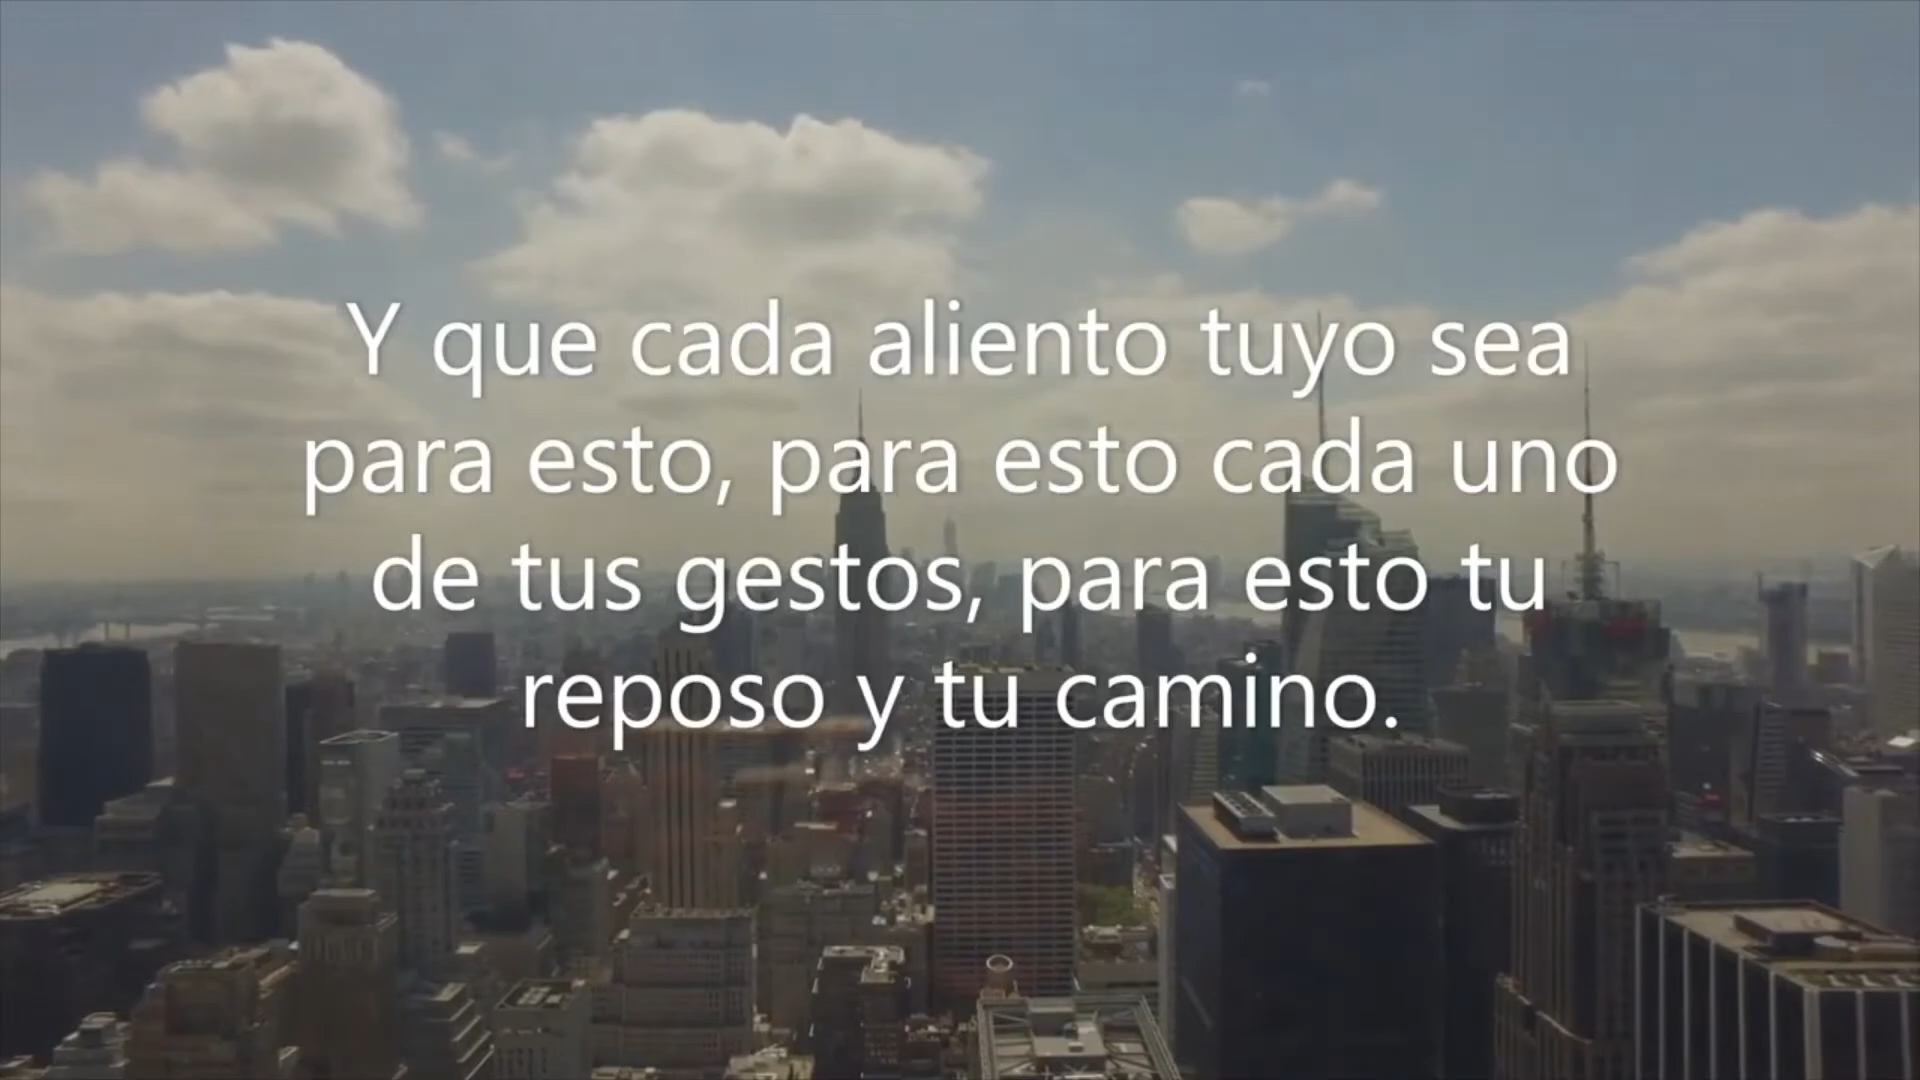 Y que cada aliento tuyo sea
para esto, para esto cada uno
de tus gestos, para esto tu
reposo y tu camino.